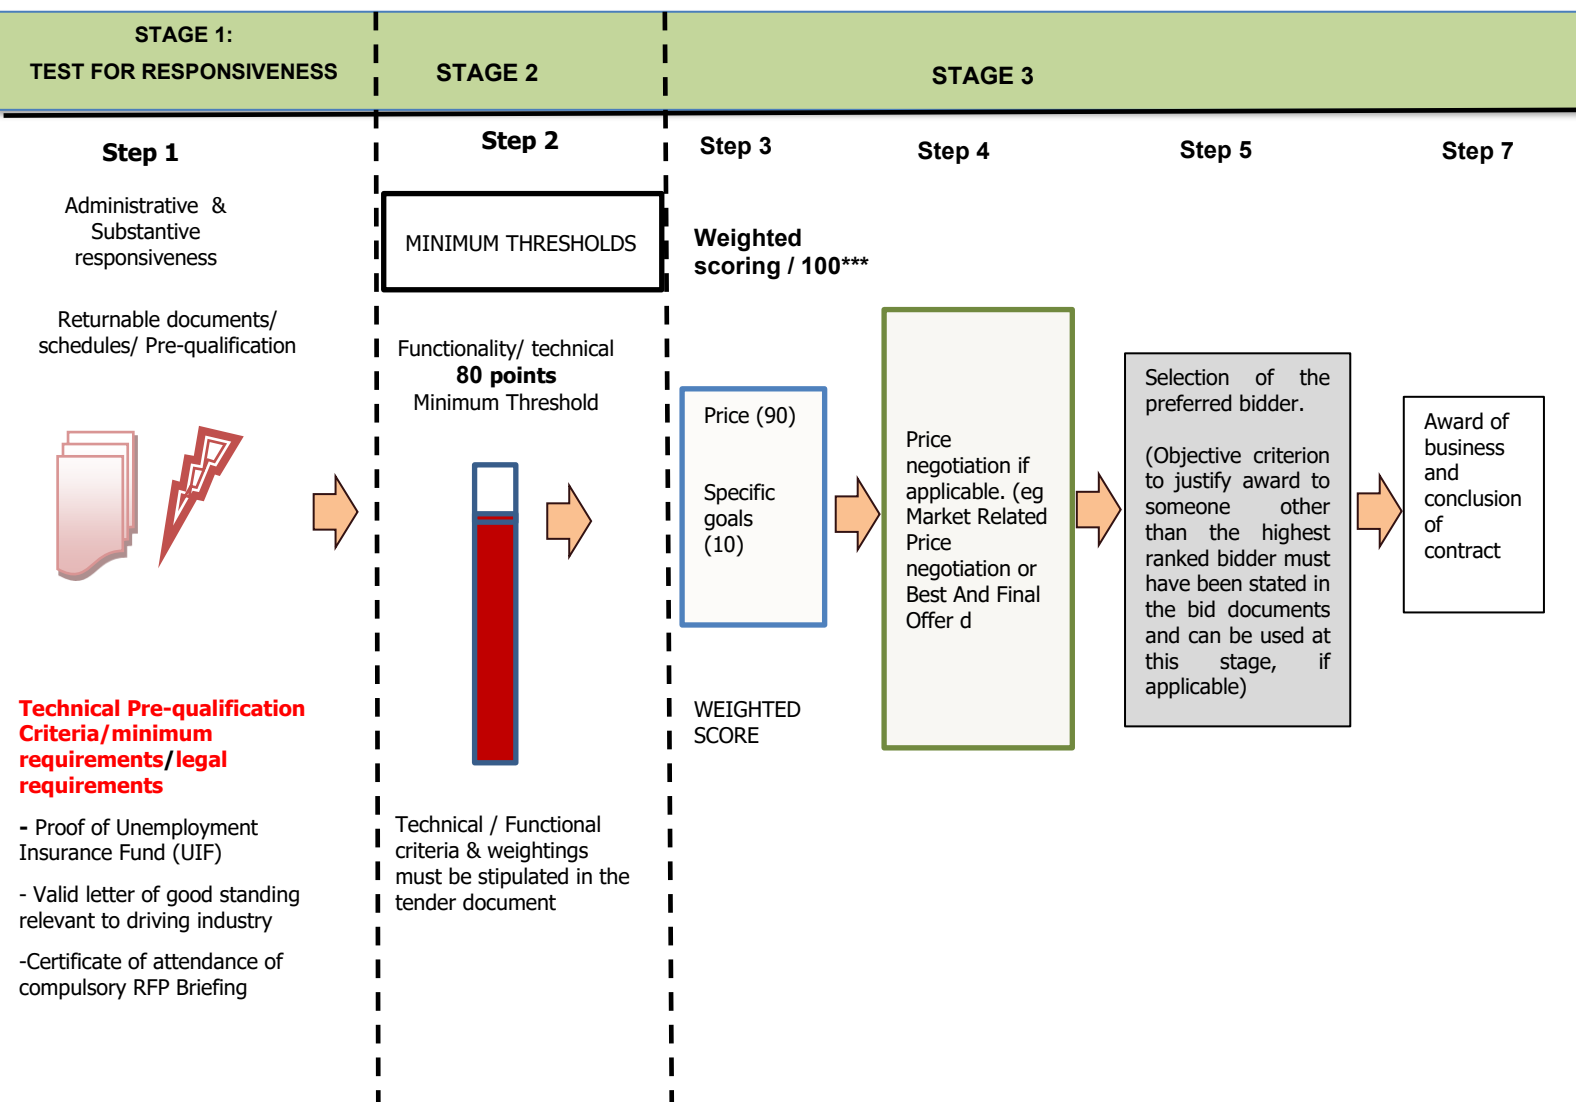 STAGE 1:
TEST FOR RESPONSIVENESS
STAGE 2
STAGE 3
Step 1
Administrative &
Substantive
responsiveness
Returnable documents/
schedules/ Pre-qualification
Technical Pre-qualification
Criteria/minimum
requirements/legal
requirements
- Proof of Unemployment
Insurance Fund (UIF)
- Valid letter of good standing
relevant to driving industry
-Certificate of attendance of
compulsory RFP Briefing
Step 2
MINIMUM THRESHOLDS
Functionality/ technical
80 points
Minimum Threshold
Technical / Functional
criteria & weightings
must be stipulated in the
tender document
Step 3
Weighted
scoring / 100***
Price (90)
Specific
goals
(10)
WEIGHTED
SCORE
Step 4
Price
negotiation if
applicable. (eg
Market Related
Price
negotiation or
Best And Final
Offer d
Step 5
Selection of the
preferred bidder.
(Objective criterion
to justify award to
someone other
than the highest
ranked bidder must
have been stated in
the bid documents
and can be used at
this stage, if
applicable)
Step 7
Award of
business
and
conclusion
of
contract